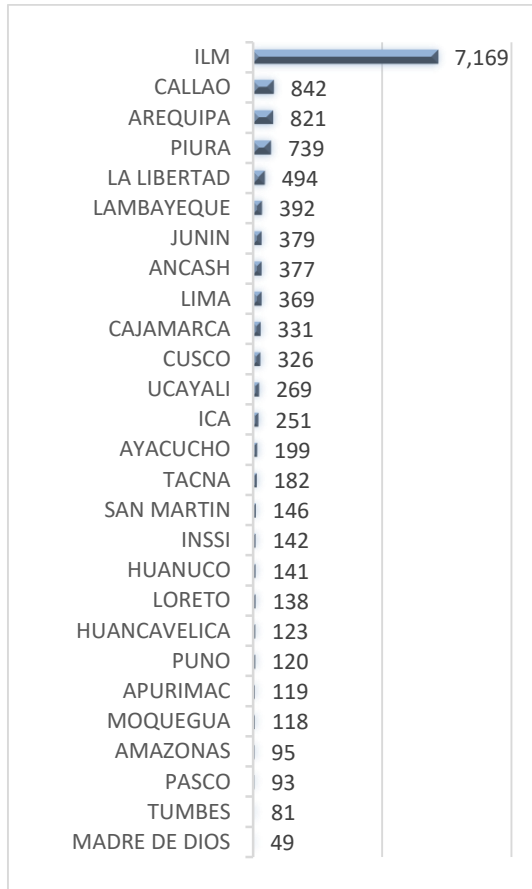 ILM 7,169
CALLAO 842
AREQUIPA 821
PIURA 739
LA LIBERTAD 494
LAMBAYEQUE 392
JUNIN 379
ANCASH 377
LIMA 369
CAJAMARCA 331
CUSCO 326
UCAYALI 269
ICA 251
AYACUCHO 199
TACNA 182
SAN MARTIN 146
INSSI 142
HUANUCO 141
LORETO 138
HUANCAVELICA 123
PUNO 120
APURIMAC 119
MOQUEGUA 118
AMAZONAS 95
PASCO 93
TUMBES 81
MADRE DE DIOS 49